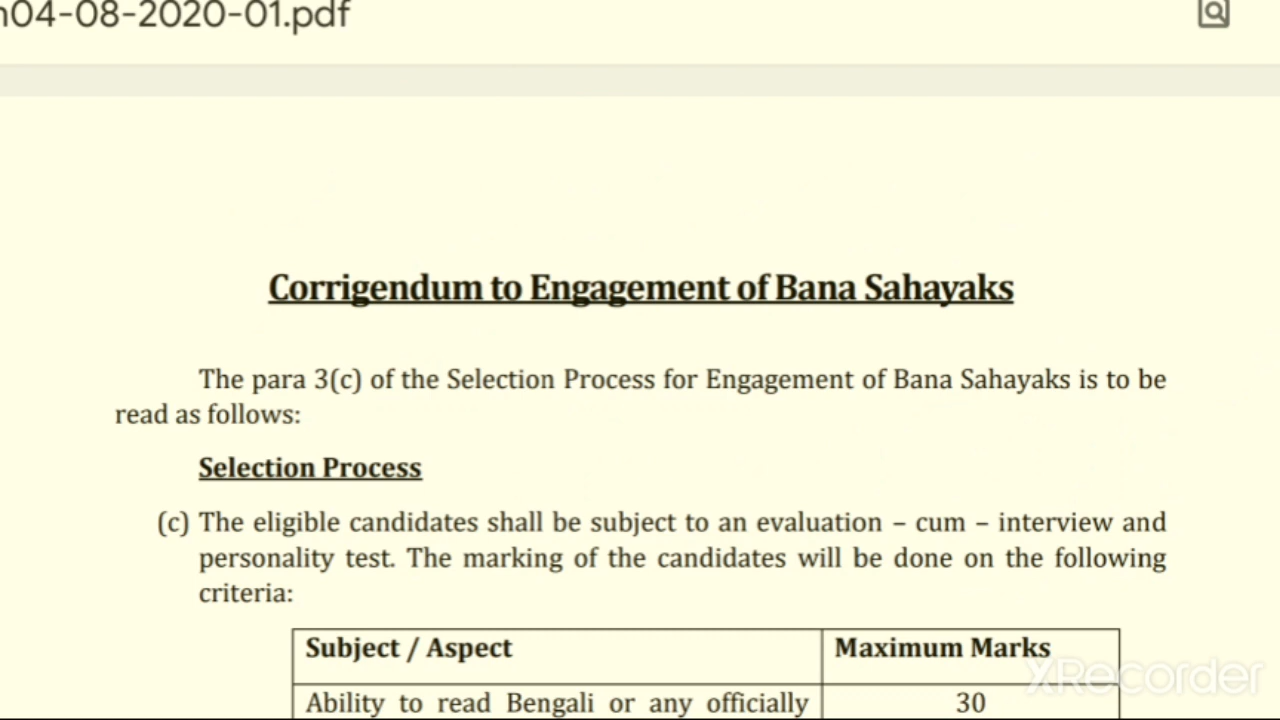 n04-08-2020-01.pdf
Corrigendum to Engagement of Bana Sahayaks
The para 3(c) of the Selection Process for Engagement of Bana Sahayaks is to be
read as follows:
Selection Process
(c) The eligible candidates shall be subject to an evaluation – cum – interview and
personality test. The marking of the candidates will be done on the following
criteria:
Subject / Aspect Maximum Marks
XRecorder
Ability to read Bengali or any officially 30